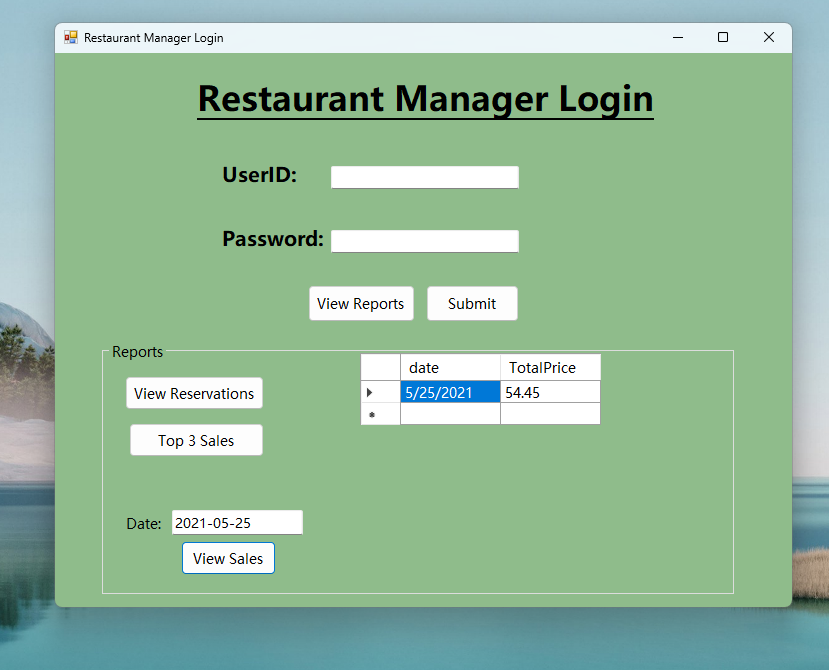 Restaurant Manager Login
Restaurant Manager Login
UserID:
Password:
View Reports
Submit
Reports
View Reservations
Top 3 Sales
date TotalPrice
5/25/2021 54.45
Date: 2021-05-25
View Sales